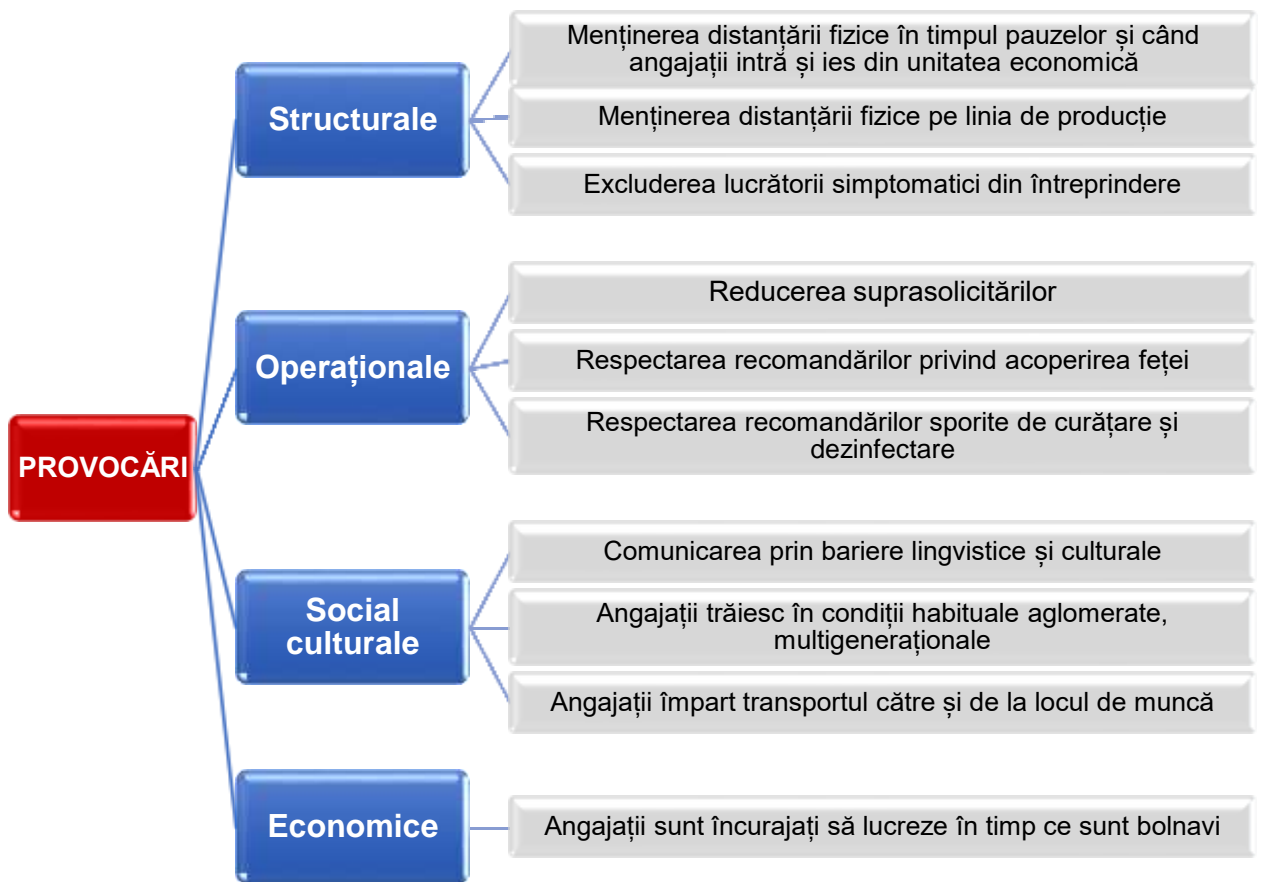 PROVOCĂRI
Structurale
Menținerea distanțării fizice în timpul pauzelor și când
angajații intră și ies din unitatea economică
Menținerea distanțării fizice pe linia de producție
Excluderea lucrătorii simptomatici din întreprindere
Operaționale
Reducerea suprasolicitărilor
Respectarea recomandărilor privind acoperirea feței
Respectarea recomandărilor sporite de curățare și
dezinfectare
Social
culturale
Comunicarea prin bariere lingvistice și culturale
Angajații trăiesc în condiții habituale aglomerate,
multigeneraționale
Angajații împart transportul către și de la locul de muncă
Economice
Angajații sunt încurajați să lucreze în timp ce sunt bolnavi